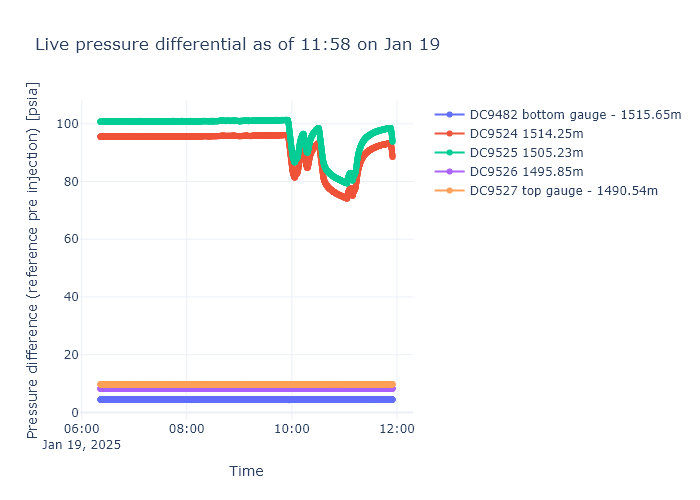 Live pressure differential as of 11:58 on Jan 19
Pressure difference (reference pre injection) [psia]
100
80
60
40
20
0
06:00
08:00
10:00
12:00
Jan 19, 2025
Time
DC9482 bottom gauge - 1515.65m
DC9524 1514.25m
DC9525 1505.23m
DC9526 1495.85m
DC9527 top gauge - 1490.54m